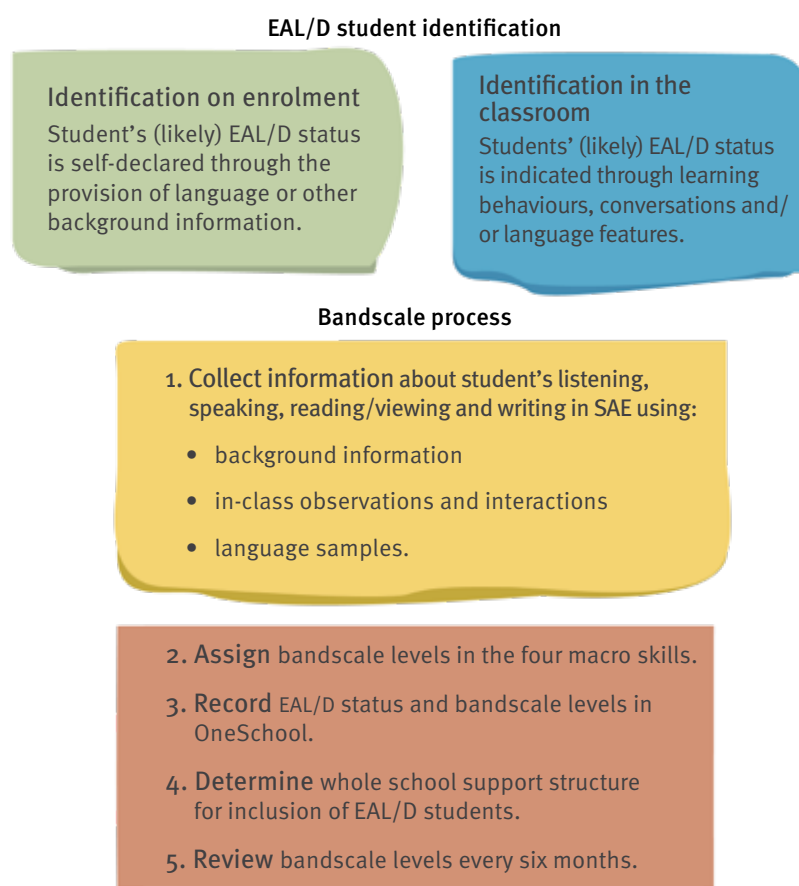 EAL/D student identification
Identification on enrolment
Student's (likely) EAL/D status
is self-declared through the
provision of language or other
background information.
Identification in the
classroom
Students' (likely) EAL/D status
is indicated through learning
behaviours, conversations and/
or language features.
Bandscale process
1. Collect information about student's listening,
speaking, reading/viewing and writing in SAE using:
• background information
• in-class observations and interactions
• language samples.
2. Assign bandscale levels in the four macro skills.
3. Record EAL/D status and bandscale levels in
OneSchool.
4. Determine whole school support structure
for inclusion of EAL/D students.
5. Review bandscale levels every six months.